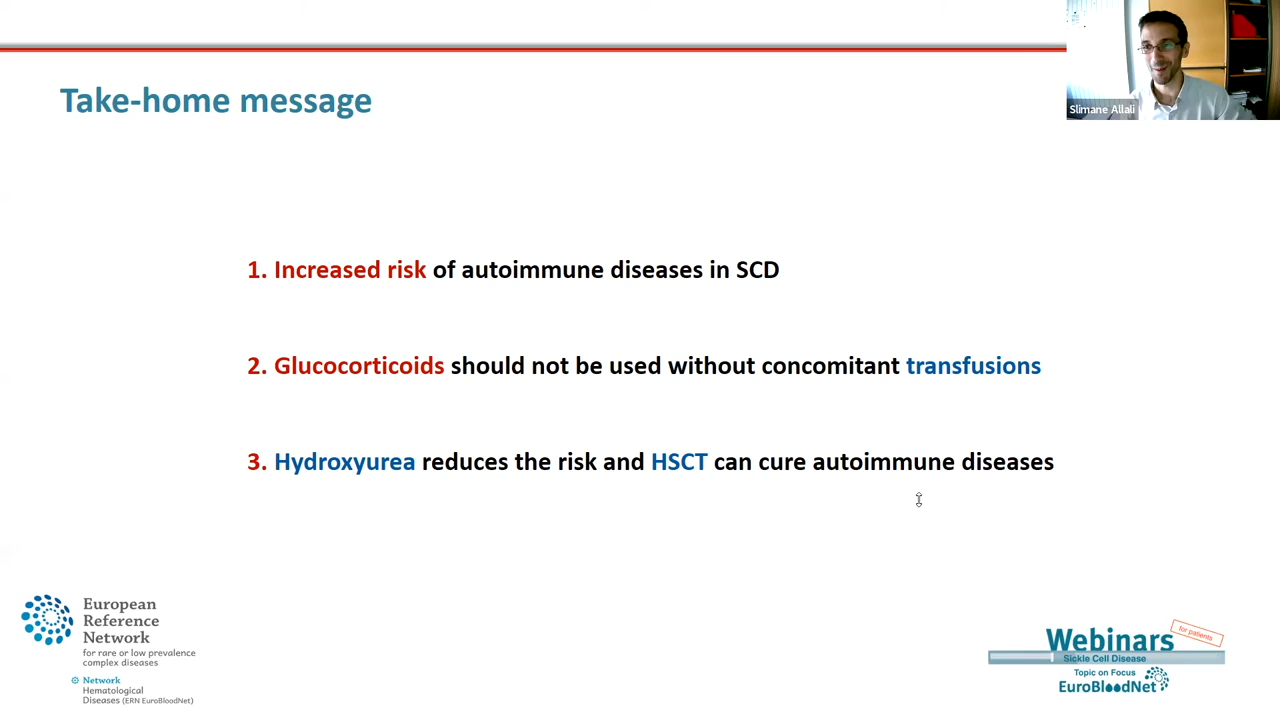 Slimane Allali
Take-home message
1. Increased risk of autoimmune diseases in SCD
2. Glucocorticoids should not be used without concomitant transfusions
3. Hydroxyurea reduces the risk and HSCT can cure autoimmune diseases
European
Reference
Network
for rare or low prevalence
complex diseases
Network
Hematological
Diseases (ERN EuroBloodNet)
for patients
Webinars
Sickle Cell Disease
Topic on Focus
EuroBloodNet